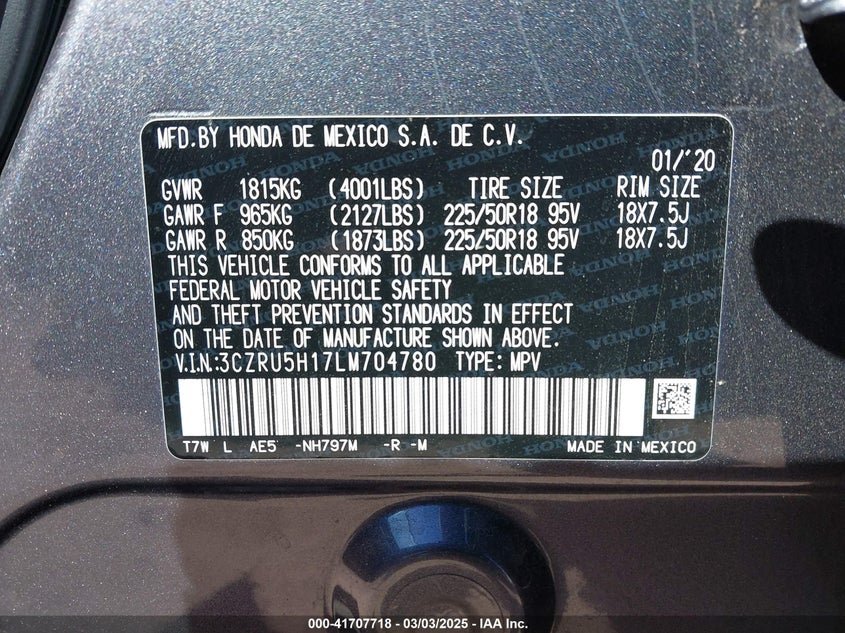 MFD.BY HONDA DE MEXICO S.A. DE C.V.
01/'20
GVWR 1815KG (4001LBS) TIRE SIZE RIM SIZE
GAWR F 965KG (2127LBS) 225/50R18 95V 18X7.5J
GAWR R 850KG (1873LBS) 225/50R18 95V 18X7.5J
THIS VEHICLE CONFORMS TO ALL APPLICABLE
FEDERAL MOTOR VEHICLE SAFETY
AND THEFT PREVENTION STANDARDS IN EFFECT
ON THE DATE OF MANUFACTURE SHOWN ABOVE.
V.I.N:3CZRU5H17LM704780 TYPE: MPV
T7W L AE5 -NH797M -R -M MADE IN MEXICO
000-41707718 - 03/03/2025 - IAA Inc.